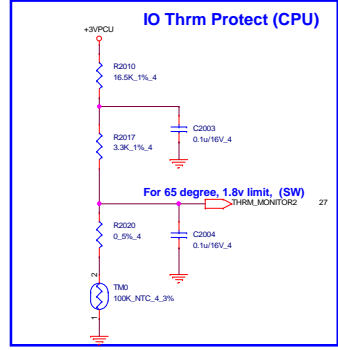 IO Thrm Protect (CPU)
+3VPCU
R2010
16.5K_1%_4
R2017
3.3K_1%_4
C2003
0.1u/16V_4
For 65 degree, 1.8v limit, (SW)
THRM_MONITOR2 27
R2020
0_5%_4
C2004
0.1u/16V_4
2
TM0
100K_NTC_4_3%
1